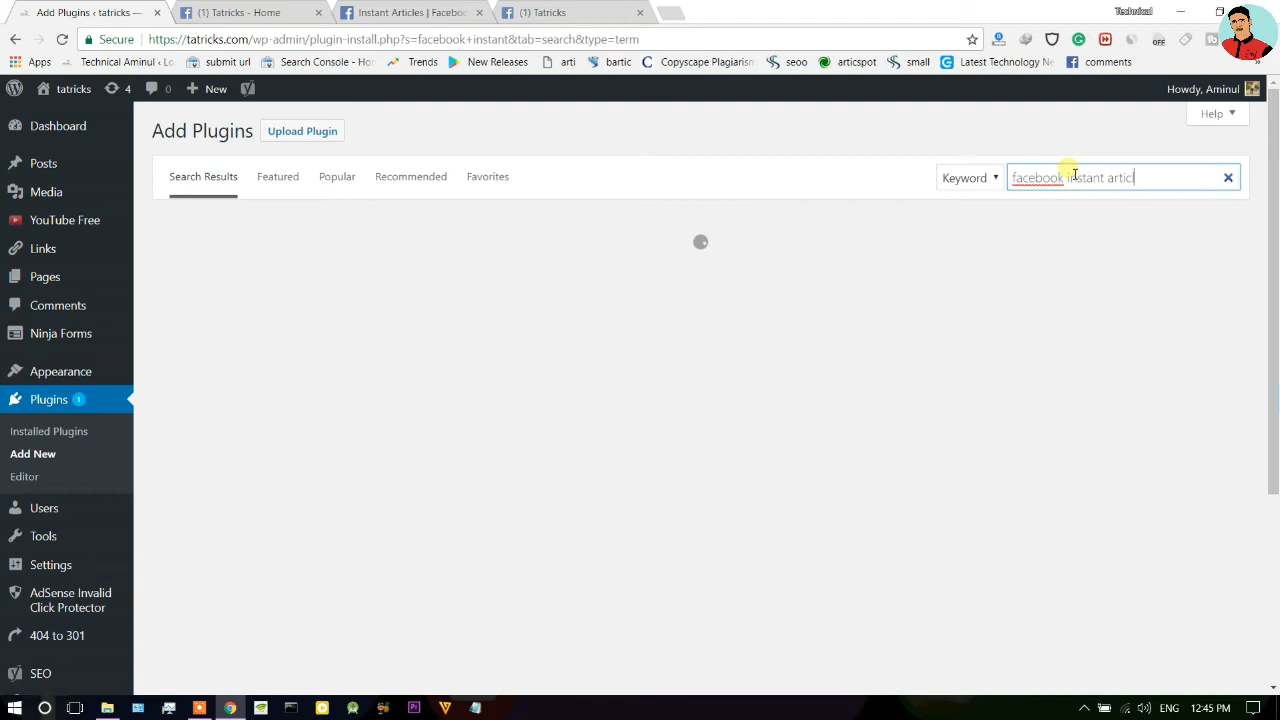 Add Plugins ‹ tatricks —
(1) Tatricks - Home
Instant Articles | Faceboo
(1) Tatricks
Technical
Secure
https://tatricks.com/wp-admin/plugin-install.php?s=facebook+instant&tab=search&type=term
Apps
Technical Aminul - Lo
submit url
Search Console - Hom
Trends
New Releases
arti
bartic
Copyscape Plagiarism
seoo
articspot
small
Latest Technology Ne
comments
tatricks
4
0
New
Howdy, Aminul
Help
Add Plugins
Upload Plugin
Search Results
Featured
Popular
Recommended
Favorites
Keyword
facebook instant articl
Dashboard
Posts
Media
YouTube Free
Links
Pages
Comments
Ninja Forms
Appearance
Plugins 1
Installed Plugins
Add New
Editor
Users
Tools
Settings
AdSense Invalid
Click Protector
404 to 301
SEO
ENG
12:45 PM